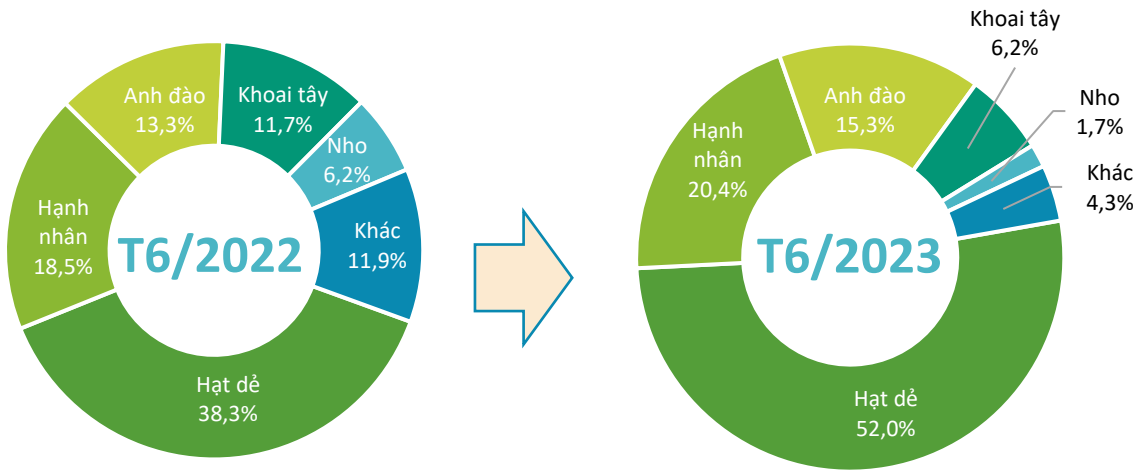 Anh đào
13,3%
Khoai tây
11,7%
Nho
6,2%
Khác
11,9%
Hạt dẻ
38,3%
Hạnh
nhân
18,5%
T6/2022
Anh đào
15,3%
Khoai tây
6,2%
Nho
1,7%
Khác
4,3%
Hạt dẻ
52,0%
Hạnh
nhân
20,4%
T6/2023